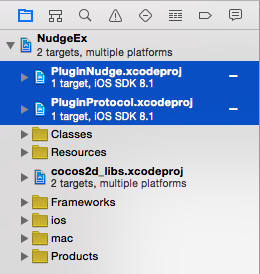 NudgeEx
2 targets, multiple platforms
PluginNudge.xcodeproj
1 target, iOS SDK 8.1
PluginProtocol.xcodeproj
1 target, iOS SDK 8.1
Classes
Resources
cocos2d_libs.xcodeproj
2 targets, multiple platforms
Frameworks
ios
mac
Products